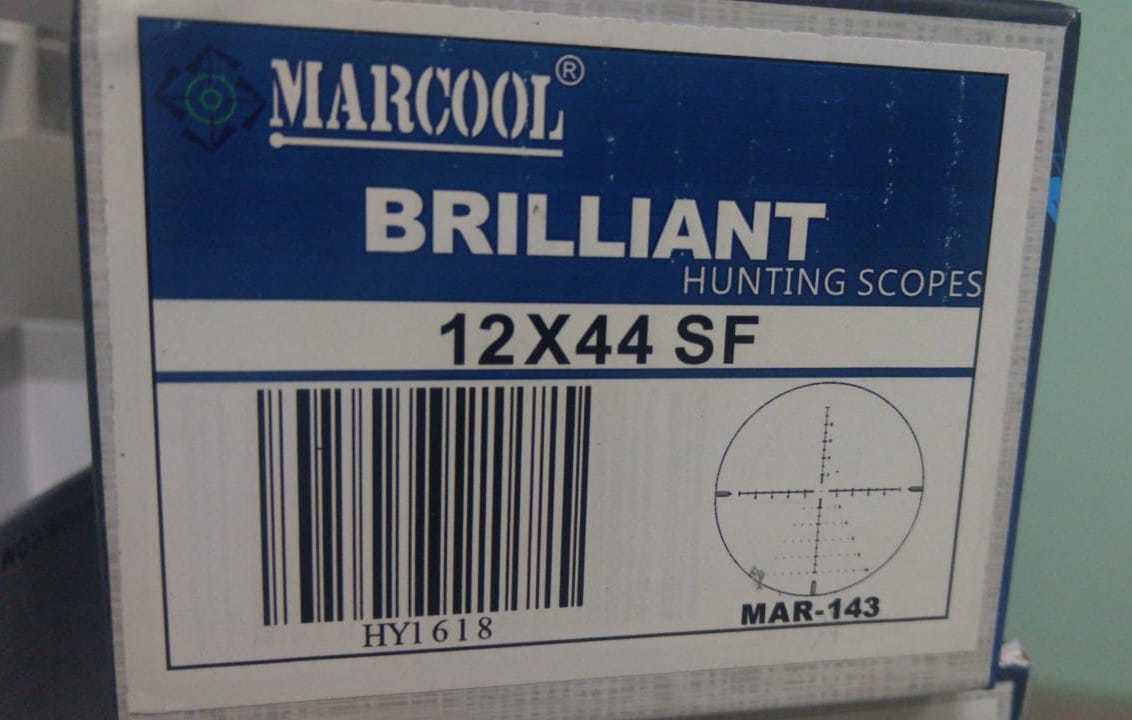 MARCOOL®
BRILLIANT
HUNTING SCOPES
12X44 SF
HY1618
MAR-143